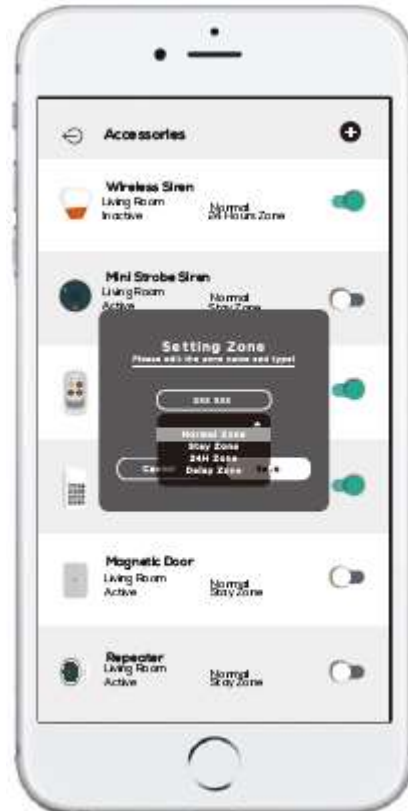 Accessories
Wireless Siren
Living Room
Inactive
Normal
24 Hours Zone
Mini Strobe Siren
Living Room
Active
Normal
Stay Zone
Setting Zone
Please edit the zone name and type!
Normal Zone
Stay Zone
24H Zone
Delay Zone
Magnetic Door
Living Room
Active
Normal
Stay Zone
Repeater
Living Room
Active
Normal
Stay Zone